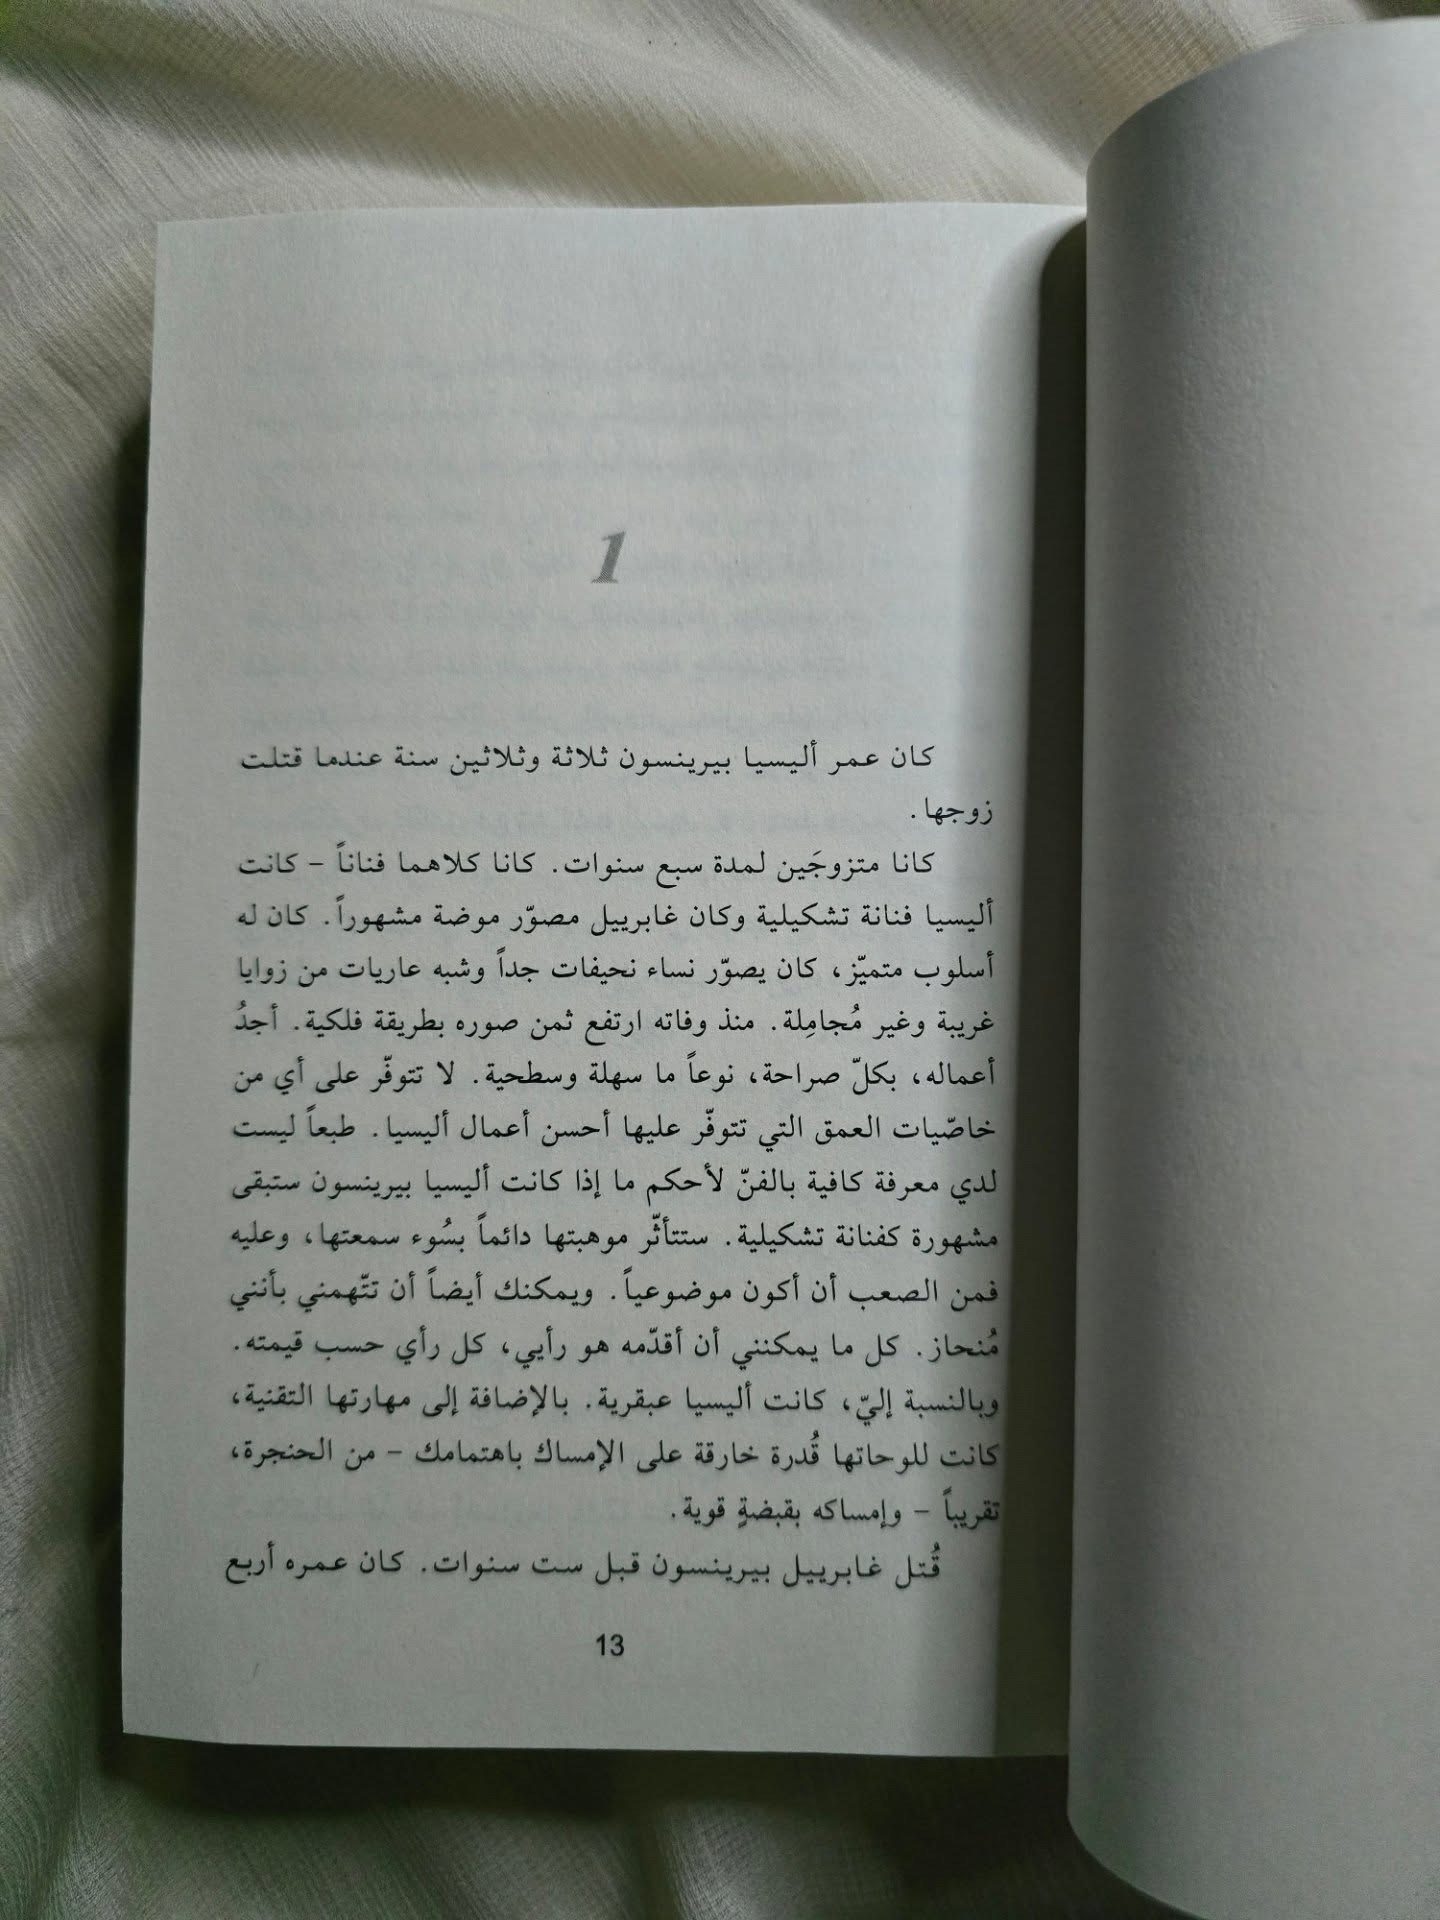 1
كان عمر أليسيا بيرينسون ثلاثة وثلاثين سنة عندما قتلت
زوجها.
كانا متزوجَين لمدة سبع سنوات. كانا كلاهما فناناً – كانت
أليسيا فنانة تشكيلية وكان غابرييل مصوّر موضة مشهوراً. كان له
أسلوب متميّز، كان يصوّر نساء نحيفات جداً وشبه عاريات من زوايا
غريبة وغير مُجامِلة. منذ وفاته ارتفع ثمن صوره بطريقة فلكية. أجدُ
أعماله، بكلّ صراحة، نوعاً ما سهلة وسطحية. لا تتوفّر على أي من
خاصّيات العمق التي تتوفّر عليها أحسن أعمال أليسيا. طبعاً ليست
لدي معرفة كافية بالفنّ لأحكم ما إذا كانت أليسيا بيرينسون ستبقى
مشهورة كفنانة تشكيلية. ستتأثّر موهبتها دائماً بسُوء سمعتها، وعليه
فمن الصعب أن أكون موضوعياً. ويمكنك أيضاً أن تتّهمني بأنني
مُنحاز. كل ما يمكنني أن أقدّمه هو رأيي، كل رأي حسب قيمته.
وبالنسبة إليّ، كانت أليسيا عبقرية. بالإضافة إلى مهارتها التقنية،
كانت للوحاتها قُدرة خارقة على الإمساك باهتمامك – من الحنجرة،
تقريباً – وإمساكه بقبضةٍ قوية.
قُتل غابرييل بيرينسون قبل ست سنوات. كان عمره أربع
13